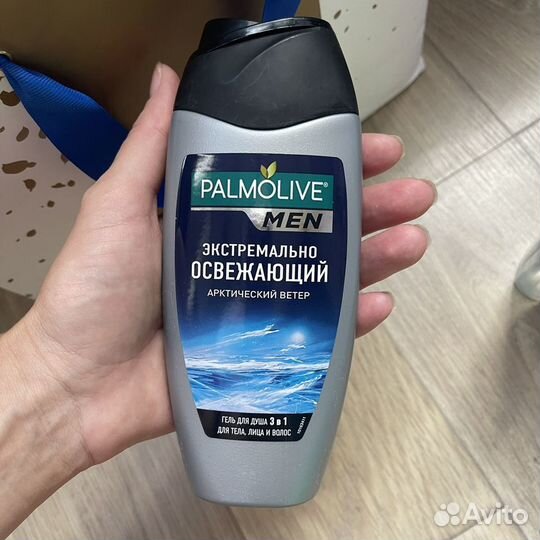 PALMOLIVE®
MEN
ЭКСТРЕМАЛЬНО
ОСВЕЖАЮЩИЙ
АРКТИЧЕСКИЙ ВЕТЕР
ГЕЛЬ ДЛЯ ДУША 3 в 1
ДЛЯ ТЕЛА, ЛИЦА И ВОЛОС
Avito